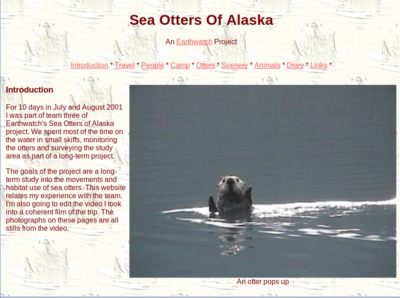 Sea Otters Of Alaska
An Earthwatch Project
Introduction * Travel * People * Camp * Otters * Scenery * Animals * Diary * Links *
Introduction
For 10 days in July and August 2001
I was part of team three of
Earthwatch's Sea Otters of Alaska
project. We spent most of the time on
the water in small skiffs, monitoring
the otters and surveying the study
area as part of a long-term project.
The goals of the project are a long-
term study into the movements and
habitat use of sea otters. This website
relates my experience with the team.
I'm also going to edit the video I took
into a coherent film of the trip. The
photographs on these pages are all
stills from the video.
An otter pops up